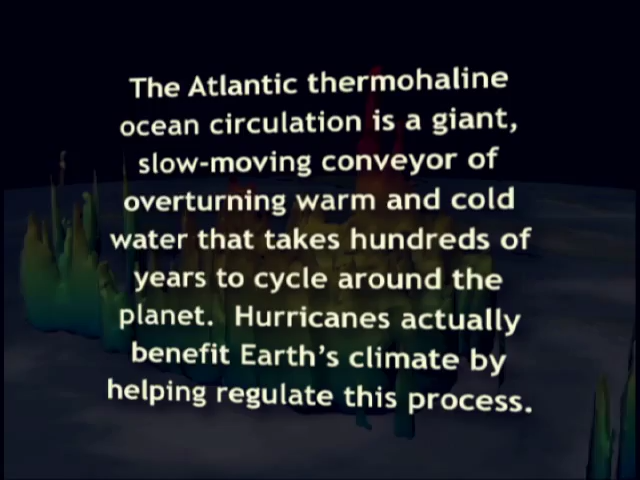 The Atlantic thermohaline
ocean circulation is a giant,
slow-moving conveyor of
overturning warm and cold
water that takes hundreds of
years to cycle around the
planet. Hurricanes actually
benefit Earth's climate by
helping regulate this process.